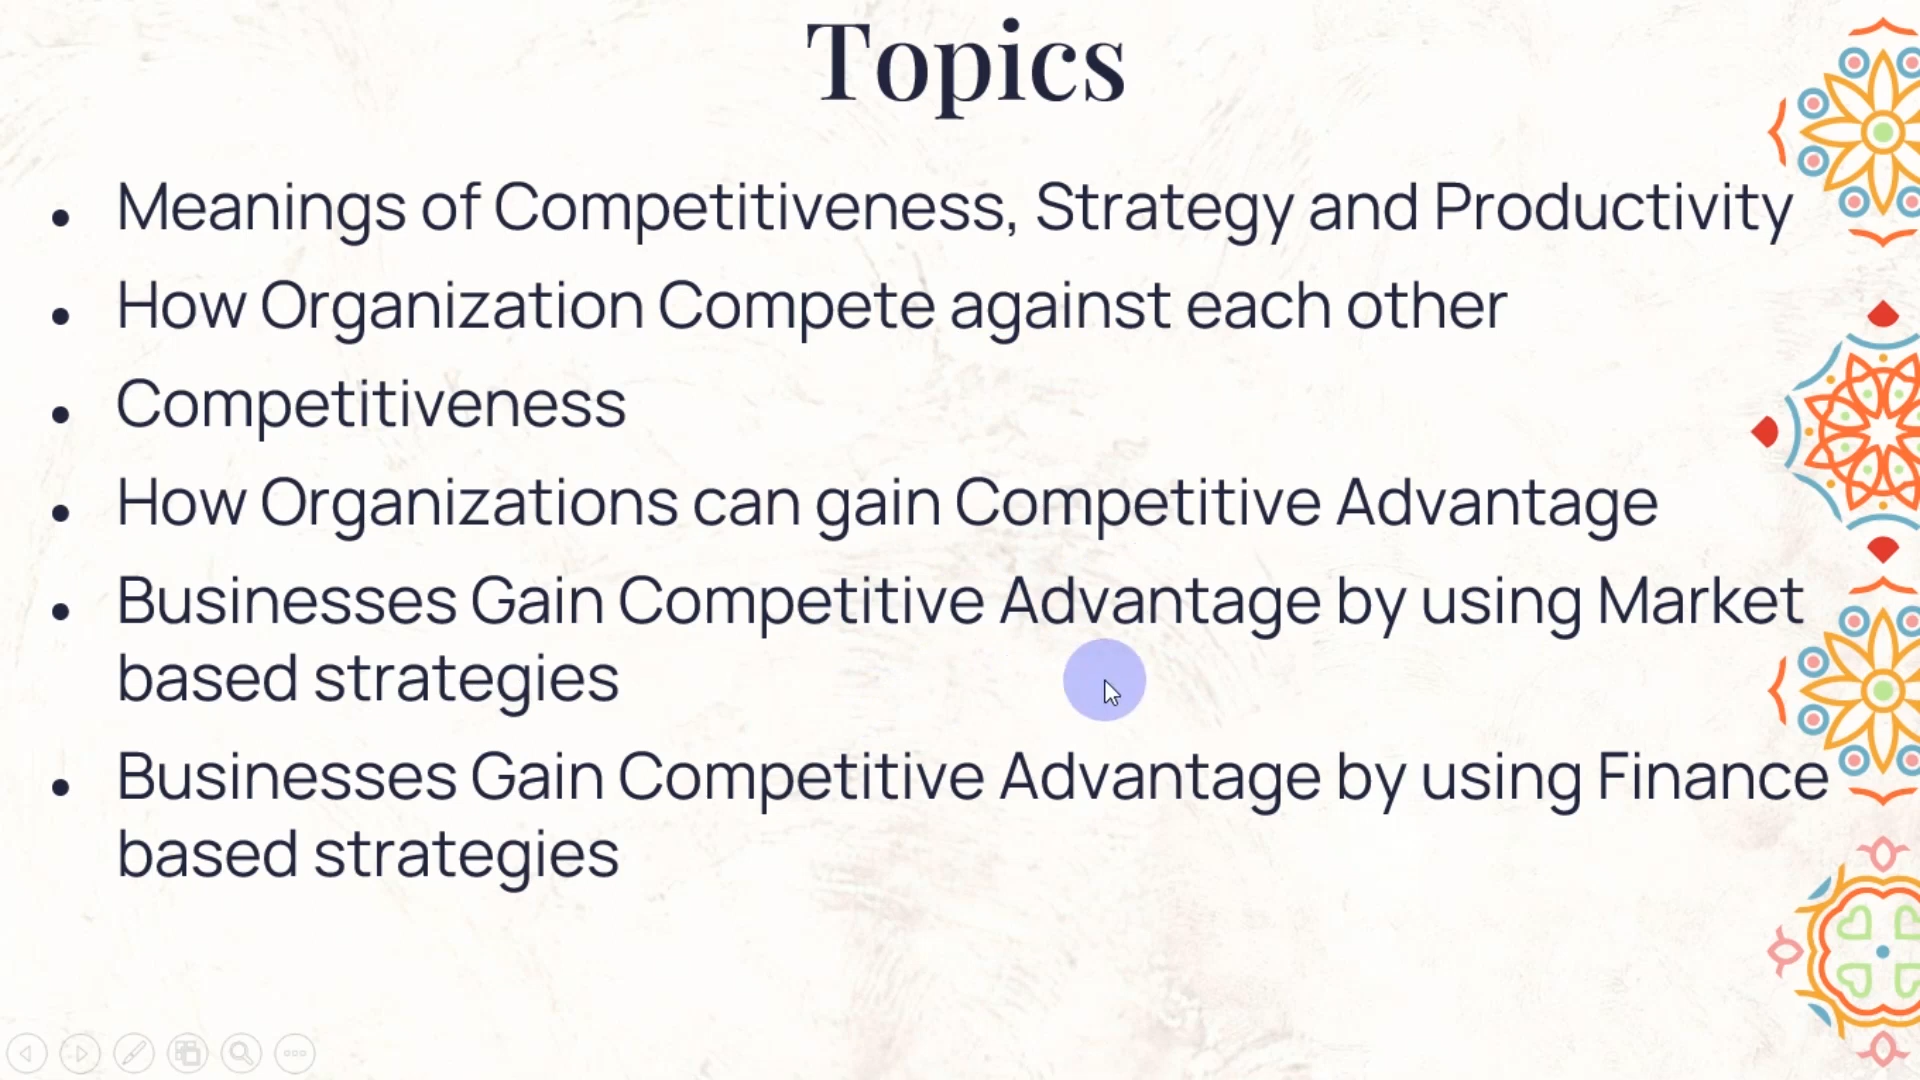 Topics
• Meanings of Competitiveness, Strategy and Productivity
• How Organization Compete against each other
• Competitiveness
• How Organizations can gain Competitive Advantage
• Businesses Gain Competitive Advantage by using Market
based strategies
• Businesses Gain Competitive Advantage by using Finance
based strategies